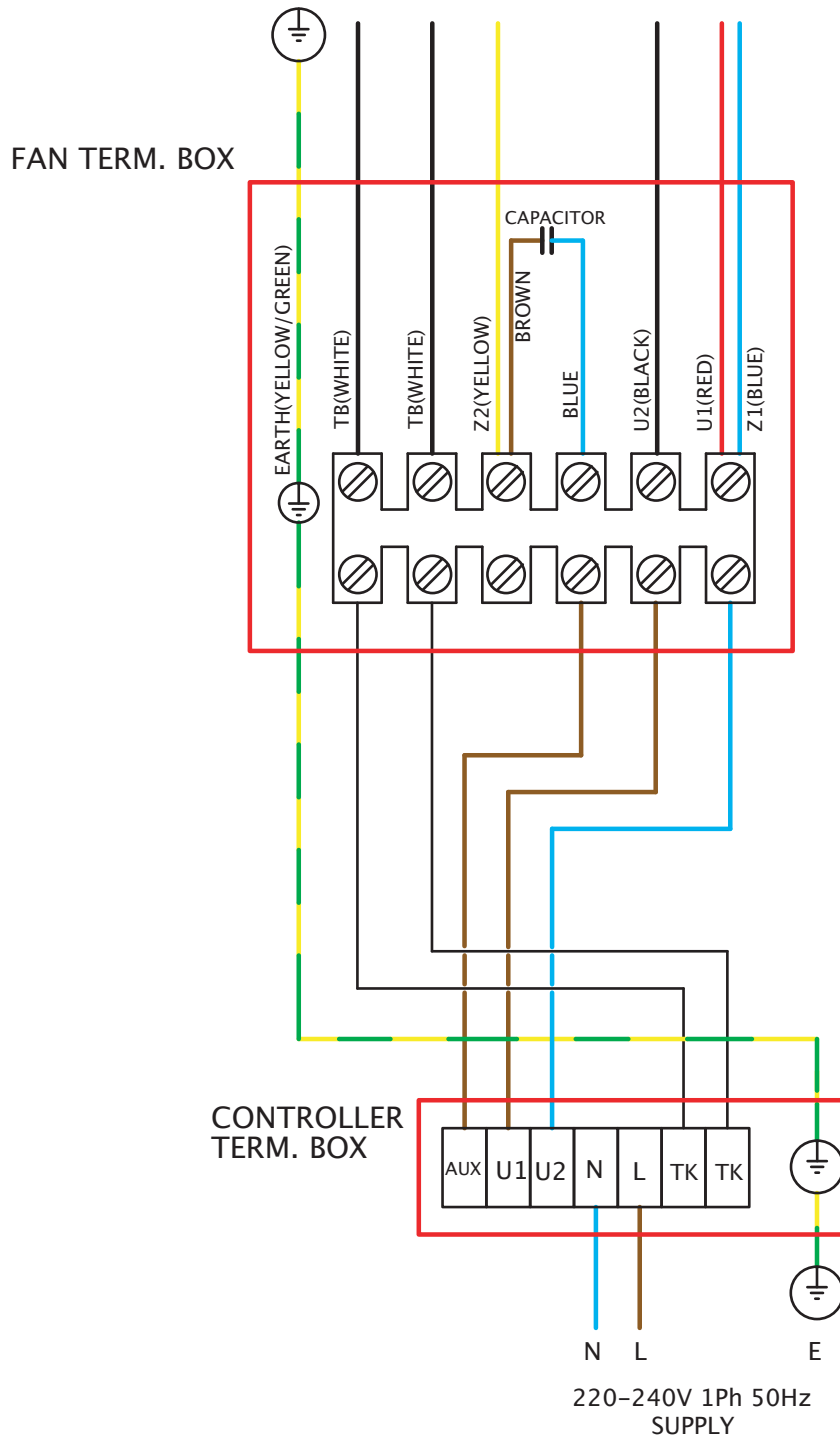 FAN TERM. BOX
CAPACITOR
EARTH(YELLOW/GREEN)
TB(WHITE)
TB(WHITE)
Z2(YELLOW)
BROWN
BLUE
U2(BLACK)
U1(RED)
Z1(BLUE)
CONTROLLER
TERM. BOX
AUX U1 U2 N L TK TK
N L E
220-240V 1Ph 50Hz
SUPPLY